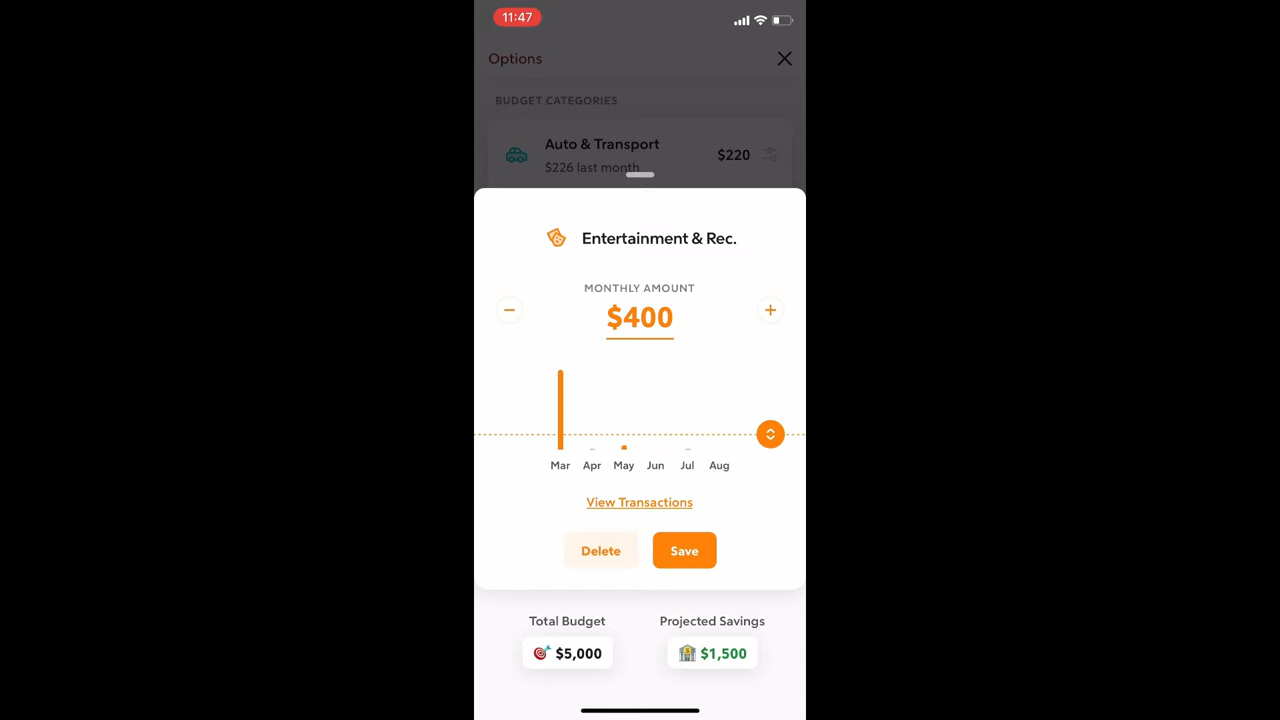 11:47
Options
BUDGET CATEGORIES
Auto & Transport
$220
$226 last month
Entertainment & Rec.
MONTHLY AMOUNT
$400
Mar Apr May Jun Jul Aug
View Transactions
Delete Save
Total Budget Projected Savings
$5,000 $1,500